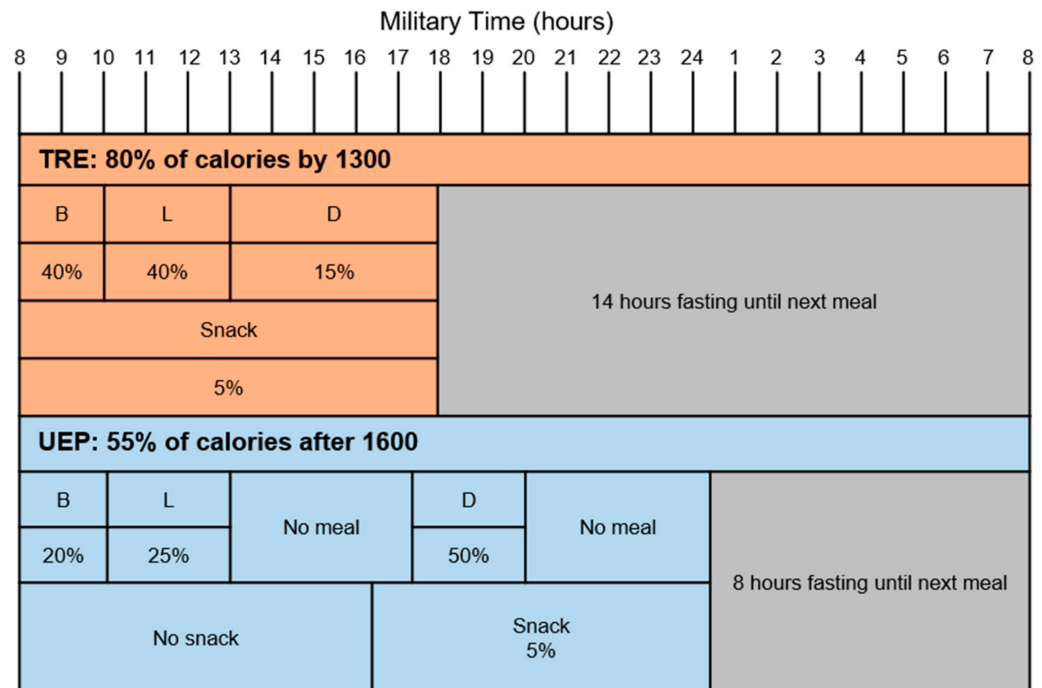 Military Time (hours)
8 9 10 11 12 13 14 15 16 17 18 19 20 21 22 23 24 1 2 3 4 5 6 7 8
TRE: 80% of calories by 1300
B L D
40% 40% 15%
14 hours fasting until next meal
Snack
5%
UEP: 55% of calories after 1600
B L D
No meal No meal
20% 25% 50%
8 hours fasting until next meal
No snack
Snack
5%